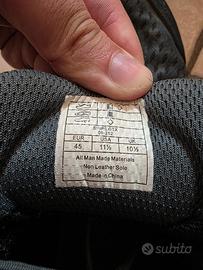 EUR USA UK
45 11½ 10½
All Man Made Materials
Non Leather Sole
Made in China
subito